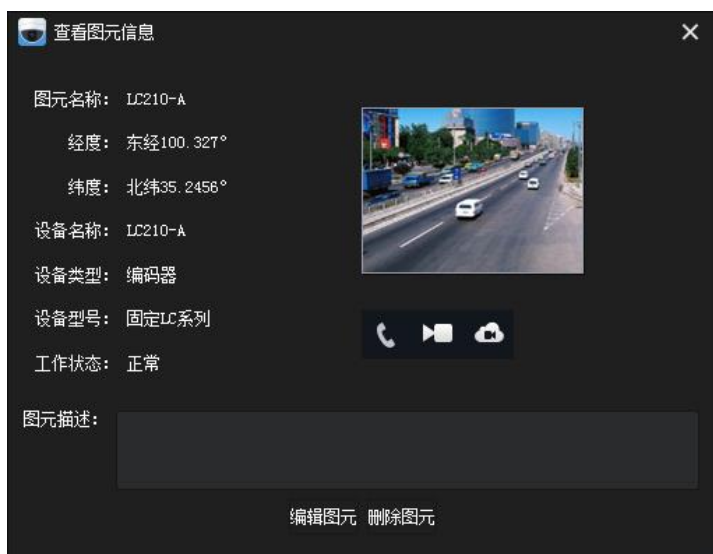 查看图元信息
图元名称： LC210-A
经度： 东经100.327°
纬度： 北纬35.2456°
设备名称： LC210-A
设备类型： 编码器
设备型号： 固定LC系列
工作状态： 正常
图元描述：
编辑图元 删除图元